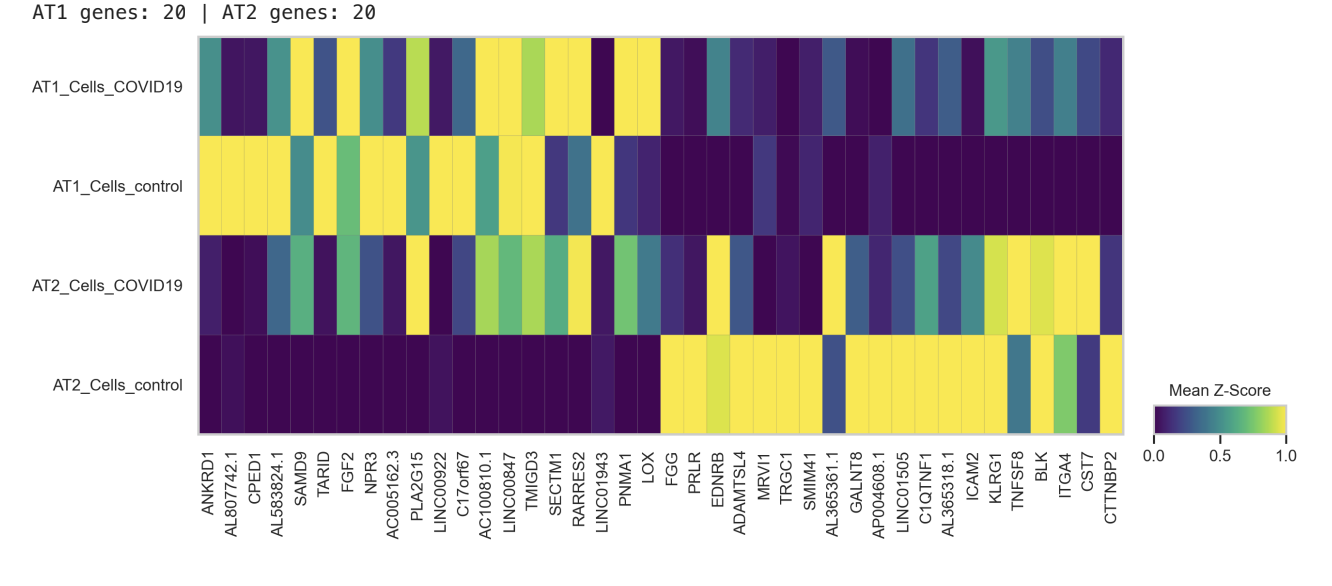 AT1 genes: 20 | AT2 genes: 20
AT1_Cells_COVID19
AT1_Cells_control
AT2_Cells_COVID19
AT2_Cells_control
Mean Z-Score
0.0 0.5 1.0
ANKRD1
AL807742.1
CPED1
AL583824.1
SAMD9
TARID
FGF2
NPR3
AC005162.3
PLA2G15
LINC00922
C17orf67
AC100810.1
LINC00847
TMIGD3
SECTM1
RARRES2
LINC01943
PNMA1
LOX
FGG
PRLR
EDNRB
ADAMTSL4
MRVI1
TRGC1
SMIM41
AL365361.1
GALNT8
AP004608.1
LINC01505
C1QTNF1
AL365318.1
ICAM2
KLRG1
TNFSF8
BLK
ITGA4
CST7
CTTNBP2